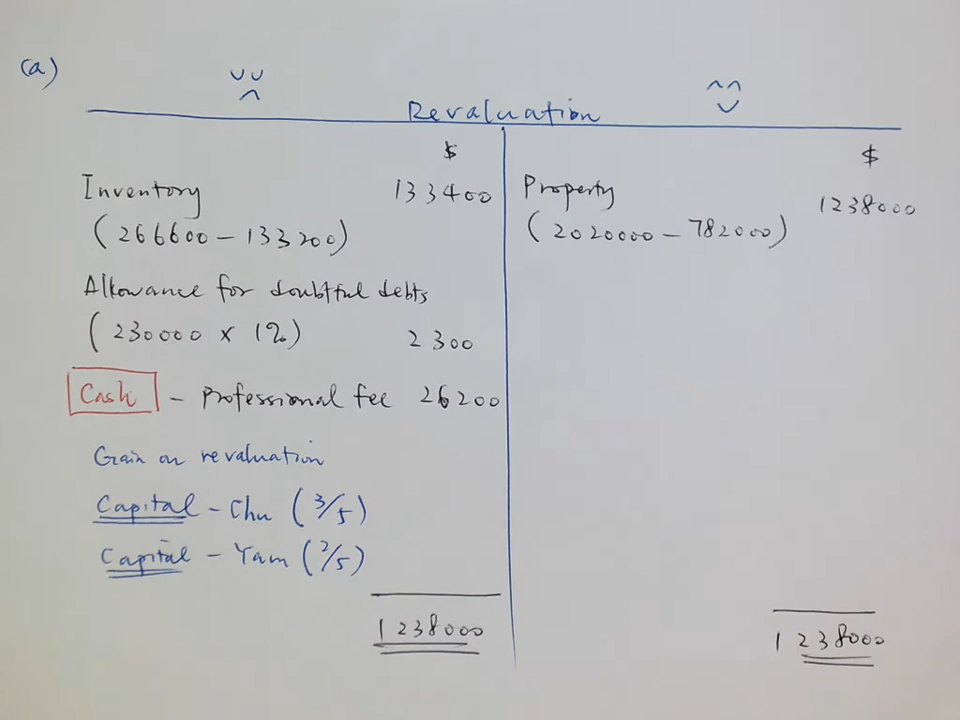 (a)
Revaluation
$
Inventory 133400
(266600 - 133200)
Allowance for doubtful debts
(230000 x 1%) 2300
Cash - Professional fee 26200
Gain on revaluation
Capital - Chu (3/5)
Capital - Yam (2/5)
1238000
$
Property 1238000
(2020000 - 782000)
1238000